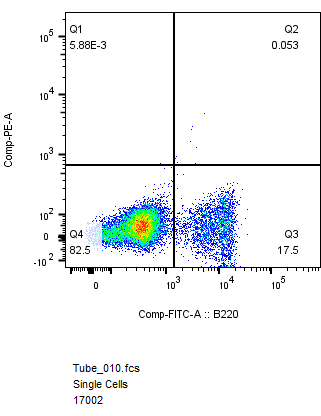 Q1
5.88E-3
Q2
0.053
10^5
10^4
10^3
10^2
0
-10^2
Comp-PE-A
Q4
82.5
Q3
17.5
0 10^3 10^4 10^5
Comp-FITC-A :: B220
Tube_010.fcs
Single Cells
17002